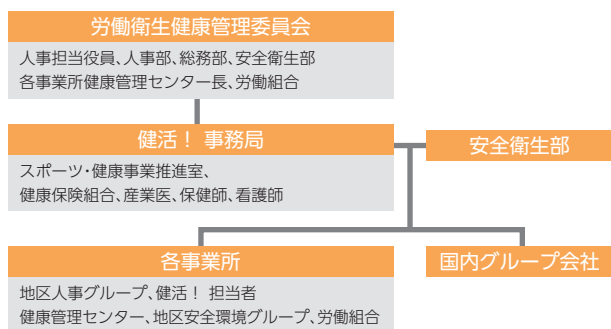 労働衛生健康管理委員会
人事担当役員、人事部、総務部、安全衛生部
各事業所健康管理センター長、労働組合
健活！ 事務局
スポーツ・健康事業推進室、
健康保険組合、産業医、保健師、看護師
安全衛生部
各事業所
地区人事グループ、健活！ 担当者
健康管理センター、地区安全環境グループ、労働組合
国内グループ会社